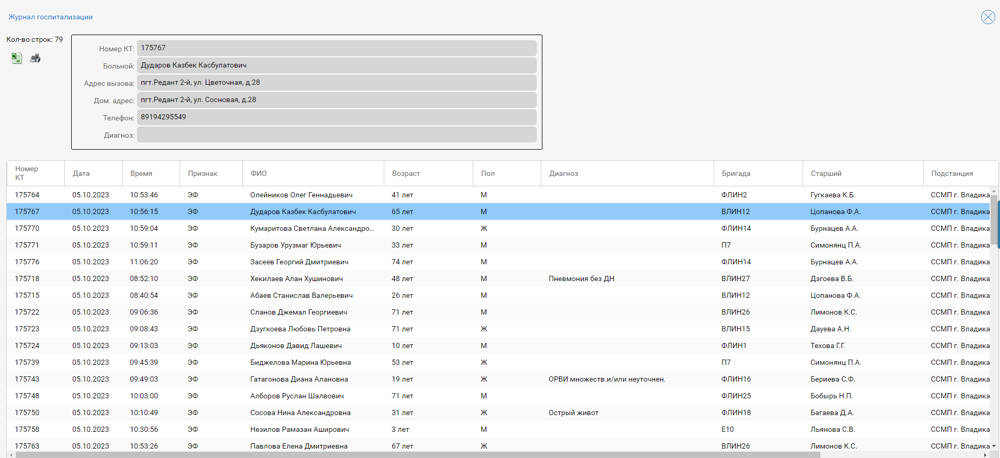 Журнал госпитализации
Кол-во строк: 79
Номер КТ: 175767
Больной: Дударов Казбек Касбулатович
Адрес вызова: пгт.Редант 2-й, ул. Цветочная, д.28
Дом. адрес: пгт.Редант 2-й, ул. Сосновая, д.28
Телефон: 89194295549
Диагноз:
Номер КТ Дата Время Признак ФИО Возраст Пол Диагноз Бригада Старший Подстанция
175764 05.10.2023 10:53:46 ЭФ Олейников Олег Геннадьевич 41 лет М ФЛИН2 Гугкаева К.Б. ССМП г. Владика
175767 05.10.2023 10:56:15 ЭФ Дударов Казбек Касбулатович 65 лет М ВЛИН12 Цопанова Ф.А. ССМП г. Владика
175770 05.10.2023 10:59:04 ЭФ Кумаритова Светлана Александро... 30 лет Ж ФЛИН14 Бурнацев А.А. ССМП г. Владика
175771 05.10.2023 10:59:11 ЭФ Бузаров Урузмаг Юрьевич 33 лет М П7 Симонянц П.А. ССМП г. Владика
175776 05.10.2023 11:06:20 ЭФ Засеев Георгий Дмитриевич 74 лет М ФЛИН14 Бурнацев А.А. ССМП г. Владика
175718 05.10.2023 08:52:10 ЭФ Хекилаев Алан Хушинович 48 лет М Пневмония без ДН ВЛИН27 Дзгоева В.Б. ССМП г. Владика
175715 05.10.2023 08:40:54 ЭФ Абаев Станислав Валерьевич 26 лет М ВЛИН12 Цопанова Ф.А. ССМП г. Владика
175722 05.10.2023 09:06:36 ЭФ Сланов Джемал Георгиевич 71 лет М ВЛИН26 Лимонов К.С. ССМП г. Владика
175723 05.10.2023 09:08:43 ЭФ Дзугкоева Любовь Петровна 71 лет Ж ВЛИН15 Дауева А.Н. ССМП г. Владика
175724 05.10.2023 09:13:03 ЭФ Дьяконов Давид Лашевич 10 лет М ФЛИН1 Техова Г.Г. ССМП г. Владика
175739 05.10.2023 09:45:39 ЭФ Биджелова Марина Юрьевна 53 лет Ж П7 Симонянц П.А. ССМП г. Владика
175743 05.10.2023 09:49:03 ЭФ Гатагонова Диана Алановна 19 лет Ж ОРВИ множеств.и/или неуточнен. ФЛИН16 Бериева С.Ф. ССМП г. Владика
175748 05.10.2023 10:03:00 ЭФ Алборов Руслан Шалвович 71 лет М ФЛИН25 Бобырь Н.П. ССМП г. Владика
175750 05.10.2023 10:10:49 ЭФ Сосова Нина Александровна 31 лет Ж Острый живот ФЛИН18 Багаева Д.А. ССМП г. Владика
175758 05.10.2023 10:30:56 ЭФ Незилов Рамазан Аширович 3 лет М Е10 Льянова С.В. ССМП г. Владика
175763 05.10.2023 10:53:26 ЭФ Павлова Елена Дмитриевна 67 лет Ж ВЛИН26 Лимонов К.С. ССМП г. Владика